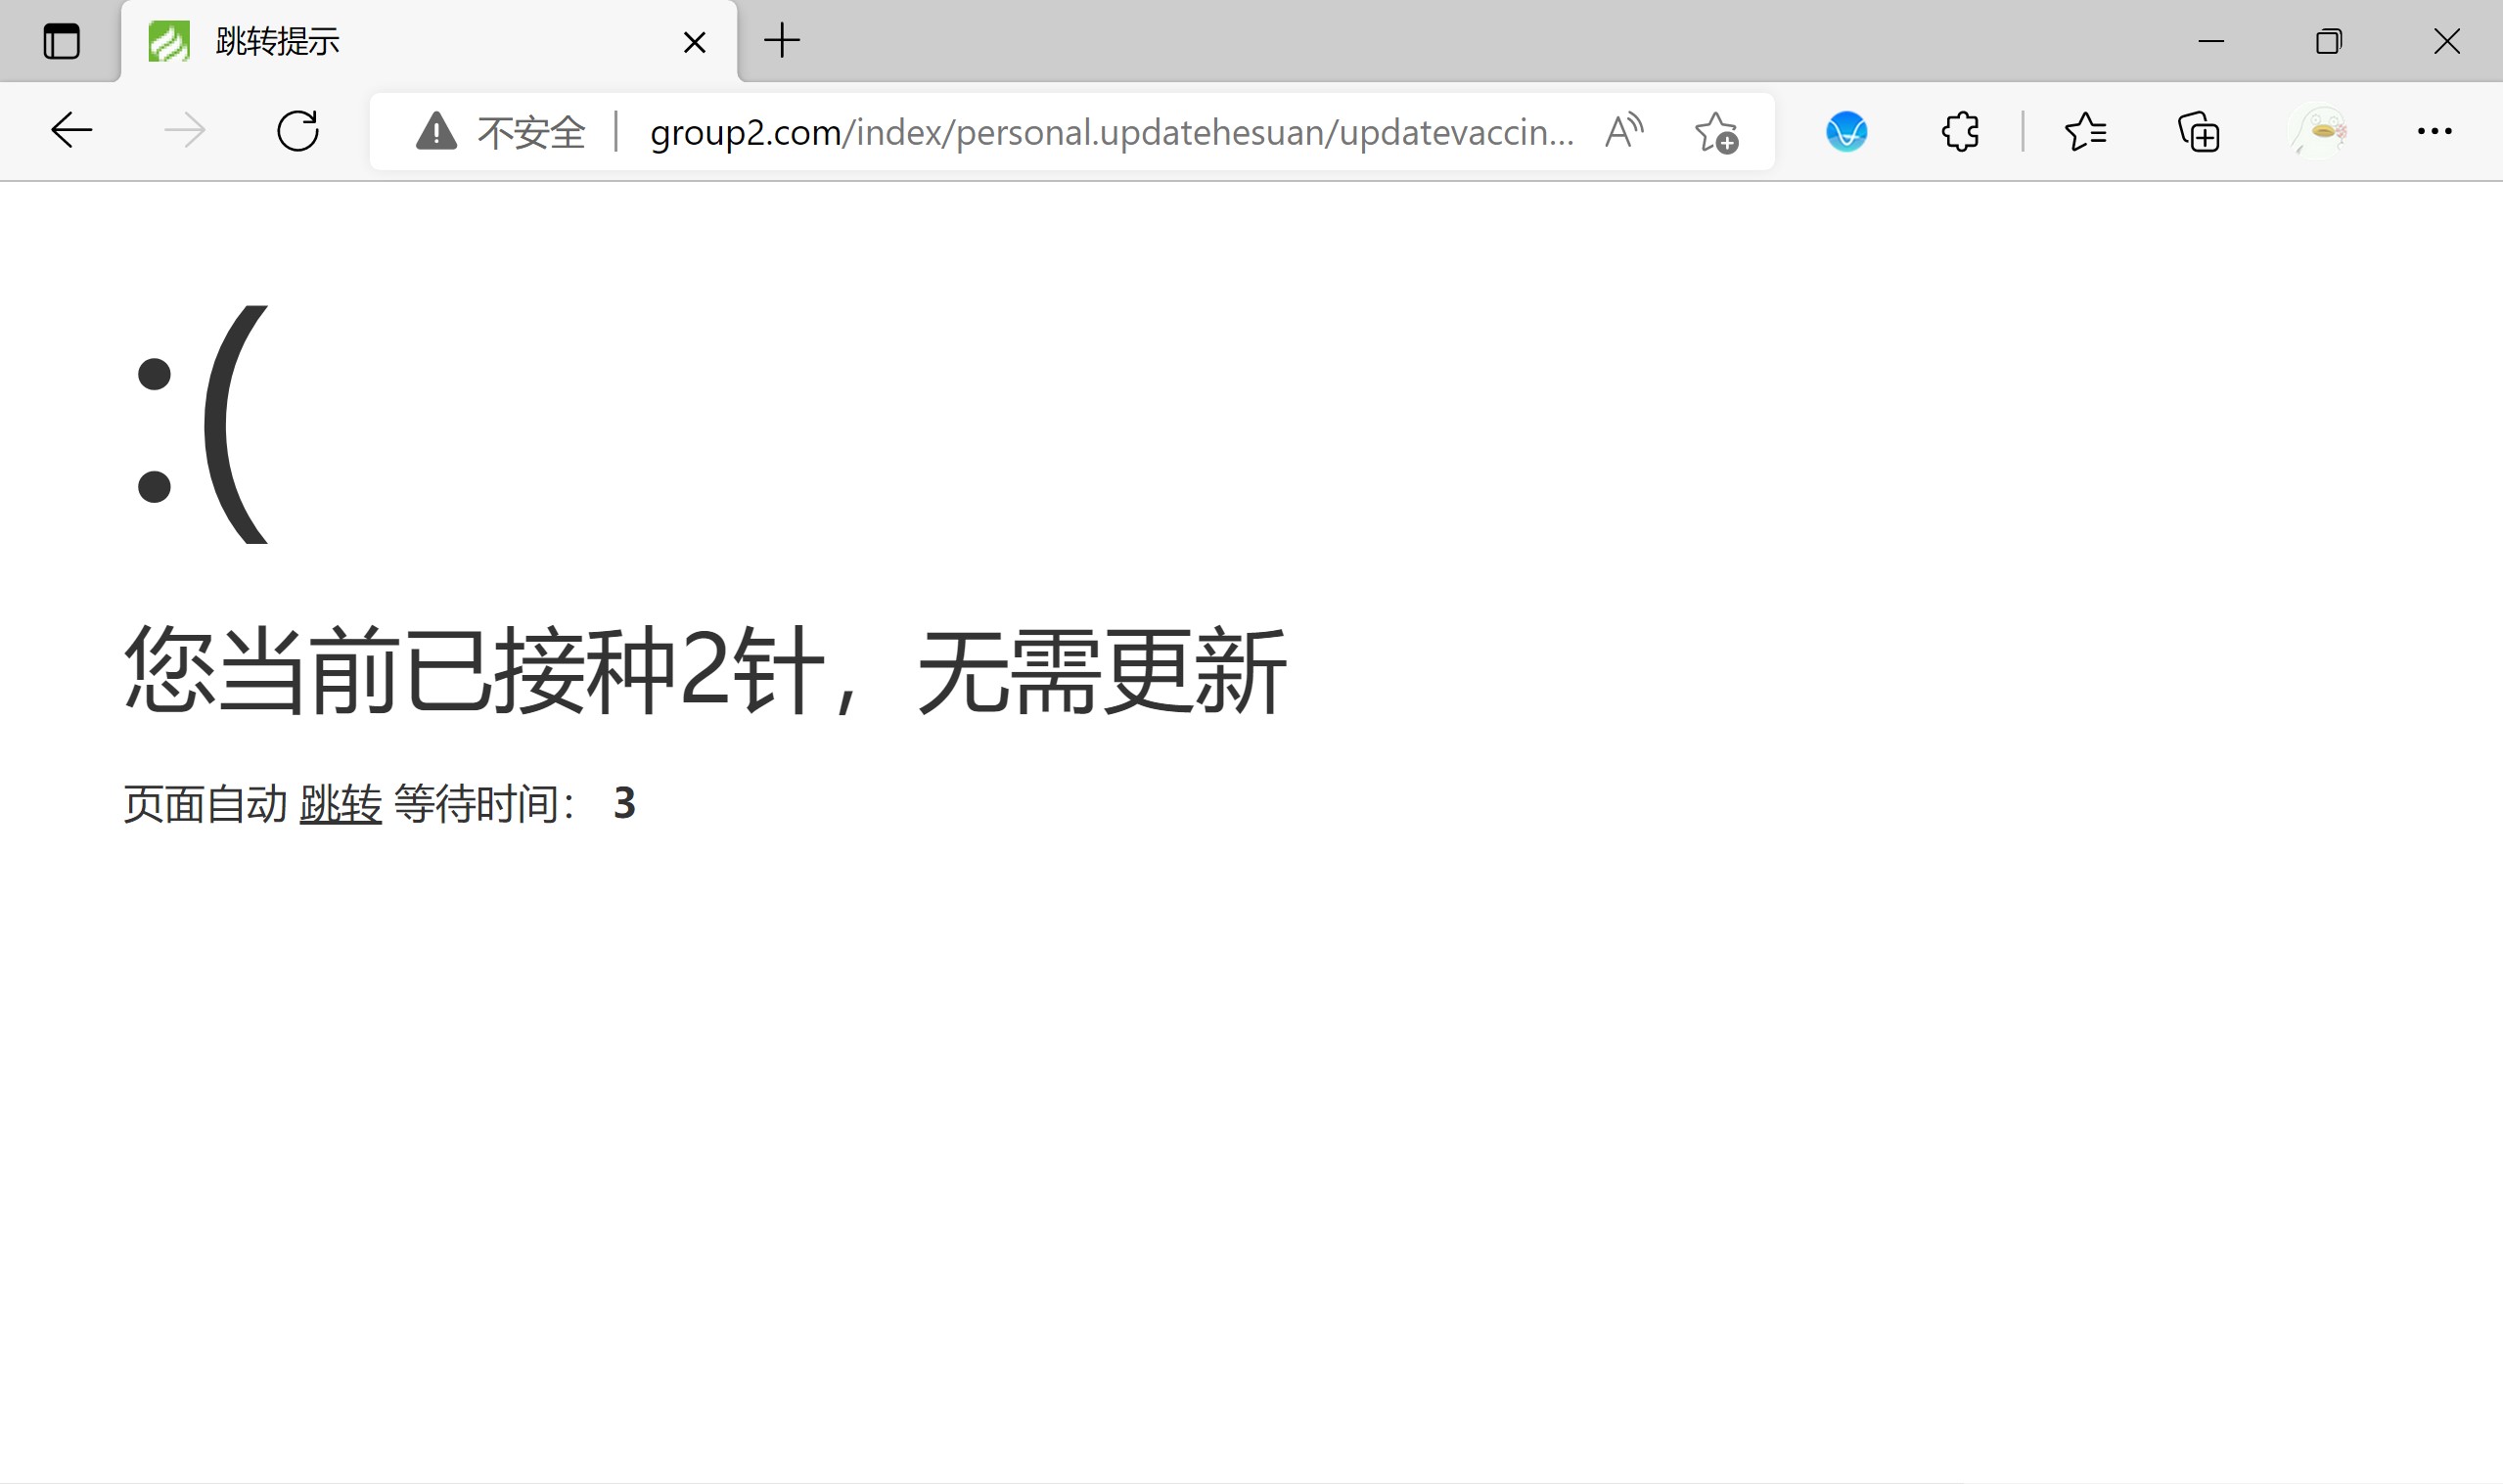 跳转提示
不安全
group2.com/index/personal.updatehesuan/updatevaccin...
:(
您当前已接种2针，无需更新
页面自动 跳转 等待时间： 3